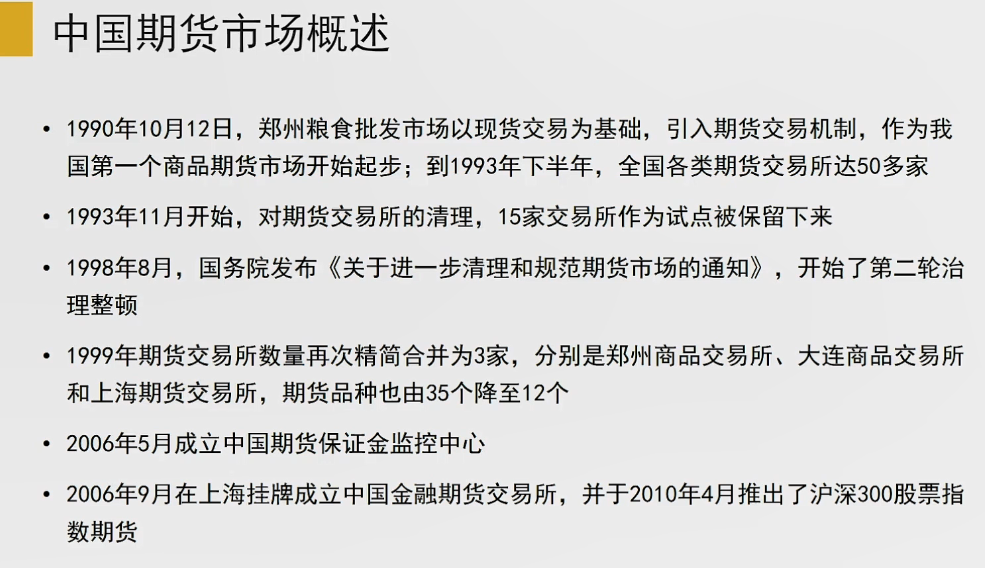 中国期货市场概述
• 1990年10月12日，郑州粮食批发市场以现货交易为基础，引入期货交易机制，作为我
国第一个商品期货市场开始起步；到1993年下半年，全国各类期货交易所达50多家
• 1993年11月开始，对期货交易所的清理，15家交易所作为试点被保留下来
• 1998年8月，国务院发布《关于进一步清理和规范期货市场的通知》，开始了第二轮治
理整顿
• 1999年期货交易所数量再次精简合并为3家，分别是郑州商品交易所、大连商品交易所
和上海期货交易所，期货品种也由35个降至12个
• 2006年5月成立中国期货保证金监控中心
• 2006年9月在上海挂牌成立中国金融期货交易所，并于2010年4月推出了沪深300股票指
数期货